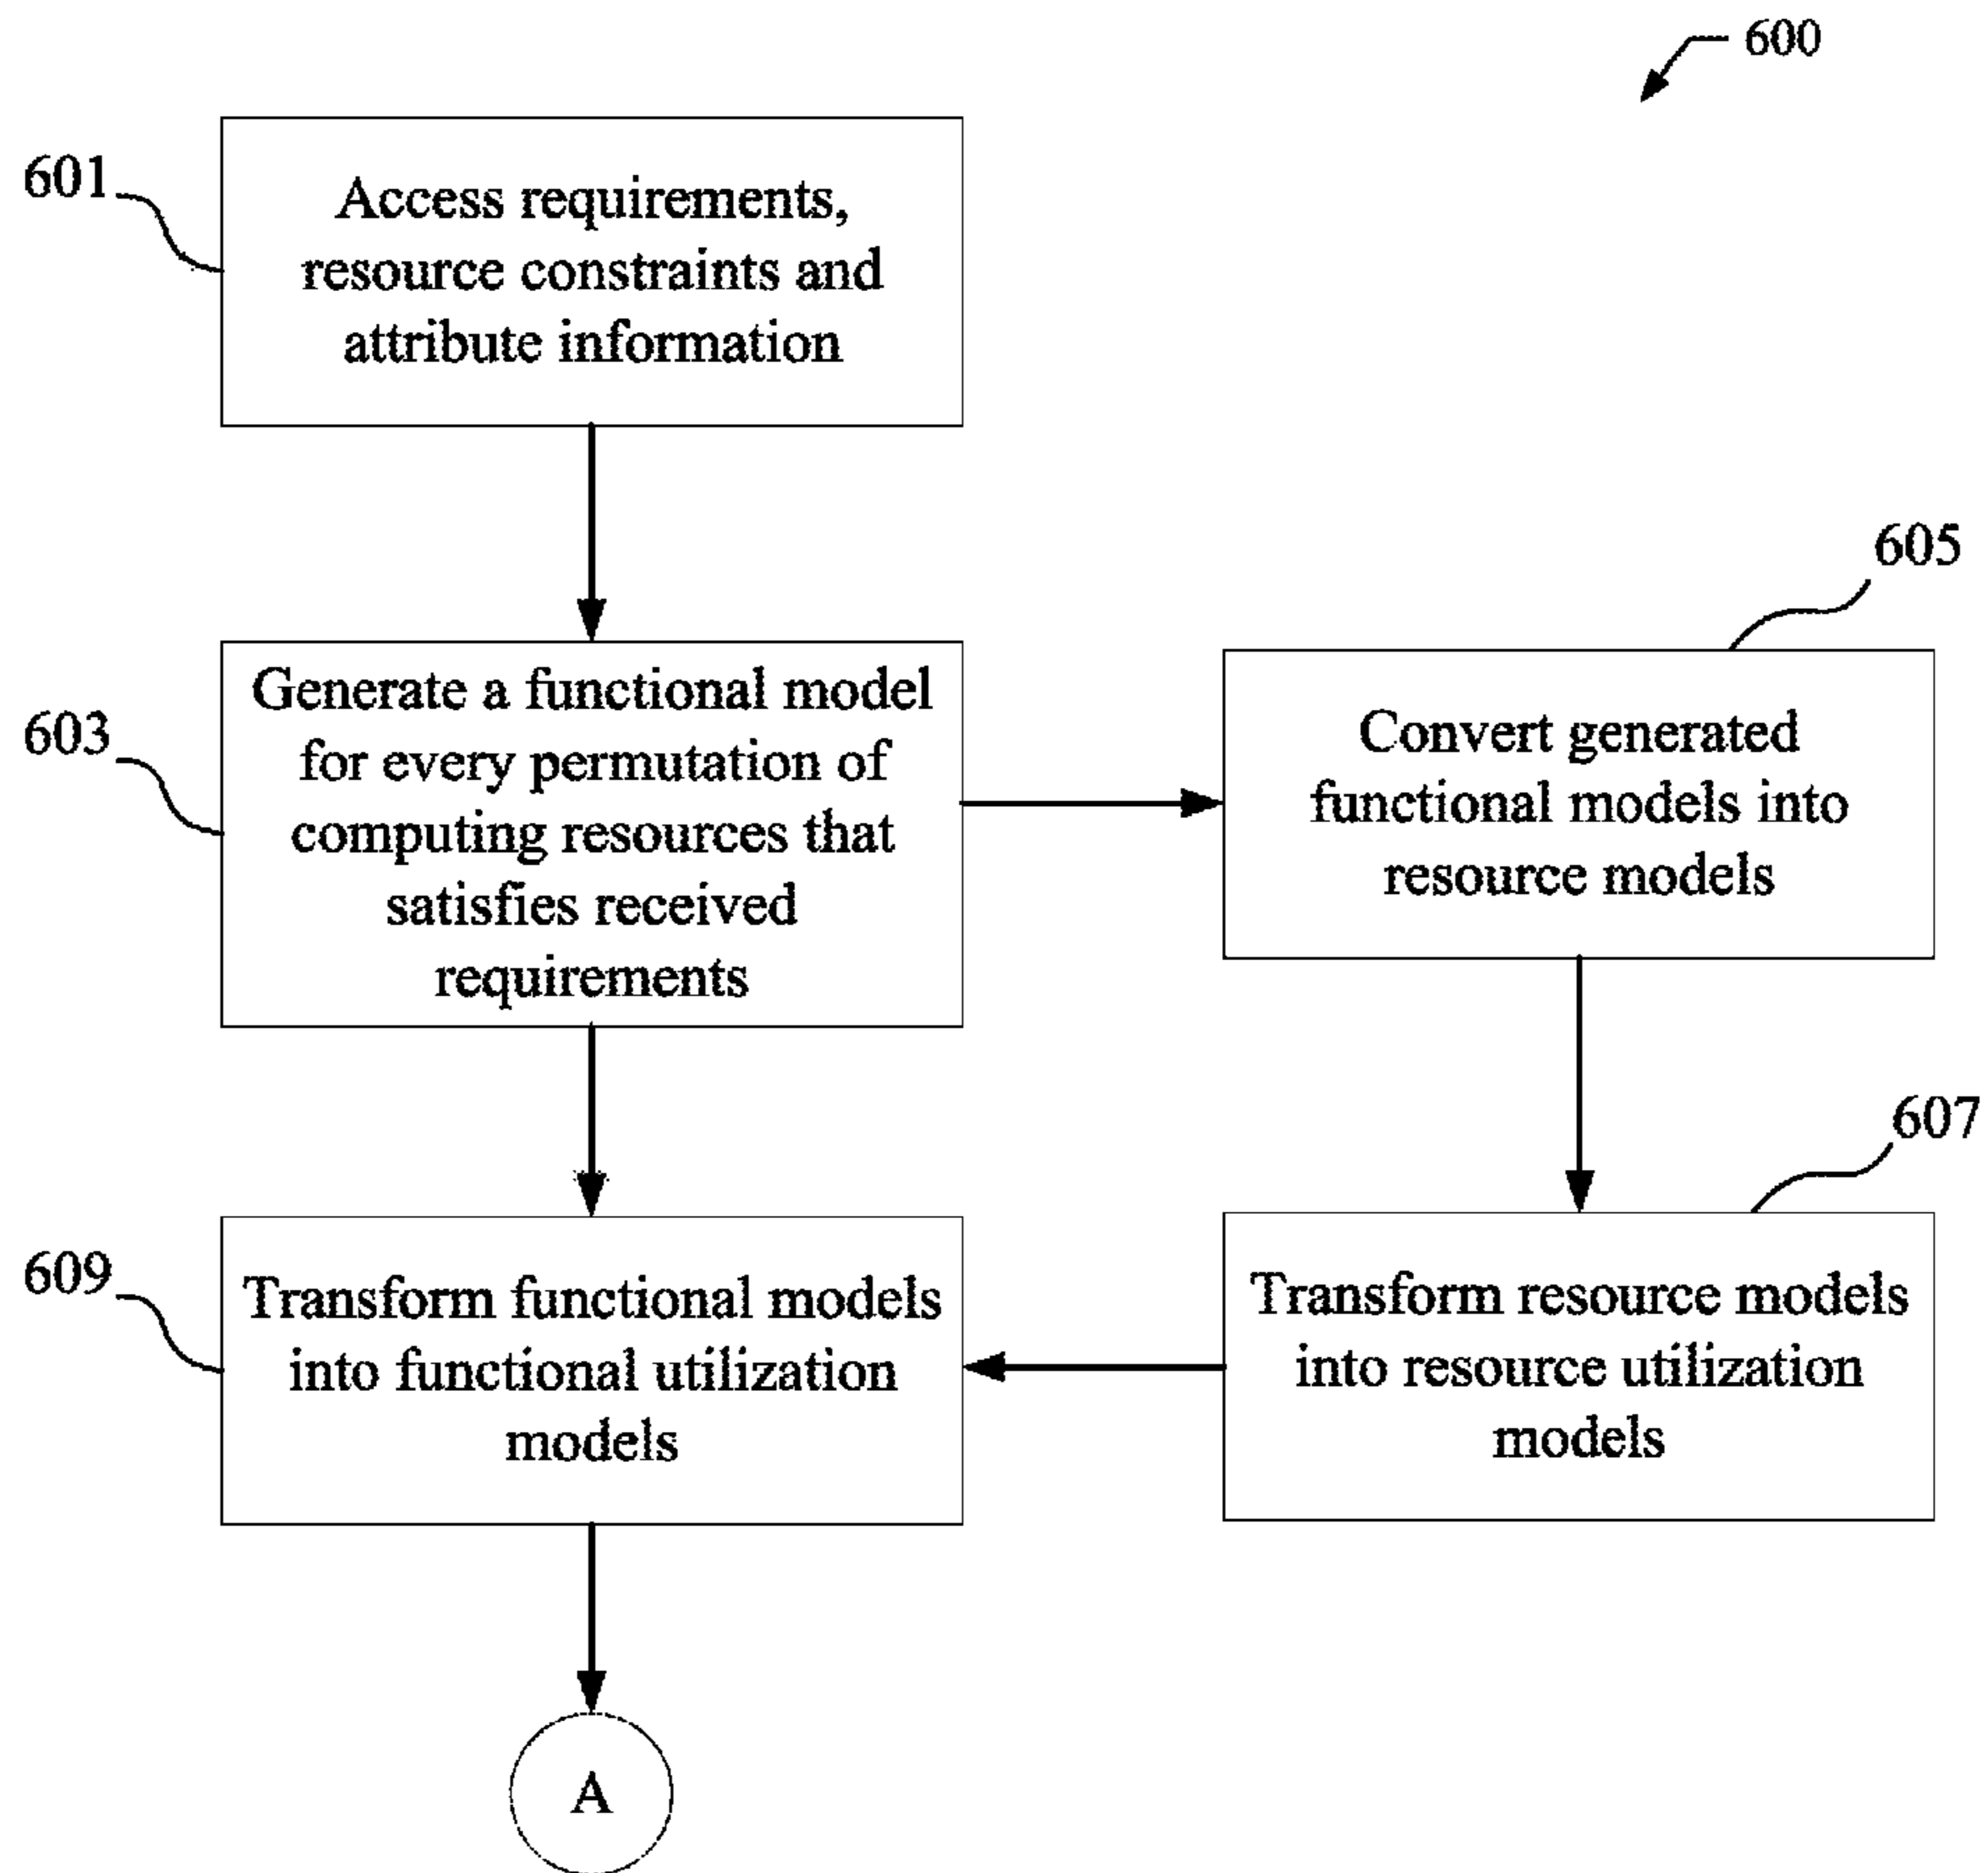 600
601
Access requirements,
resource constraints and
attribute information
603
Generate a functional model
for every permutation of
computing resources that
satisfies received
requirements
605
Convert generated
functional models into
resource models
607
Transform resource models
into resource utilization
models
609
Transform functional models
into functional utilization
models
A